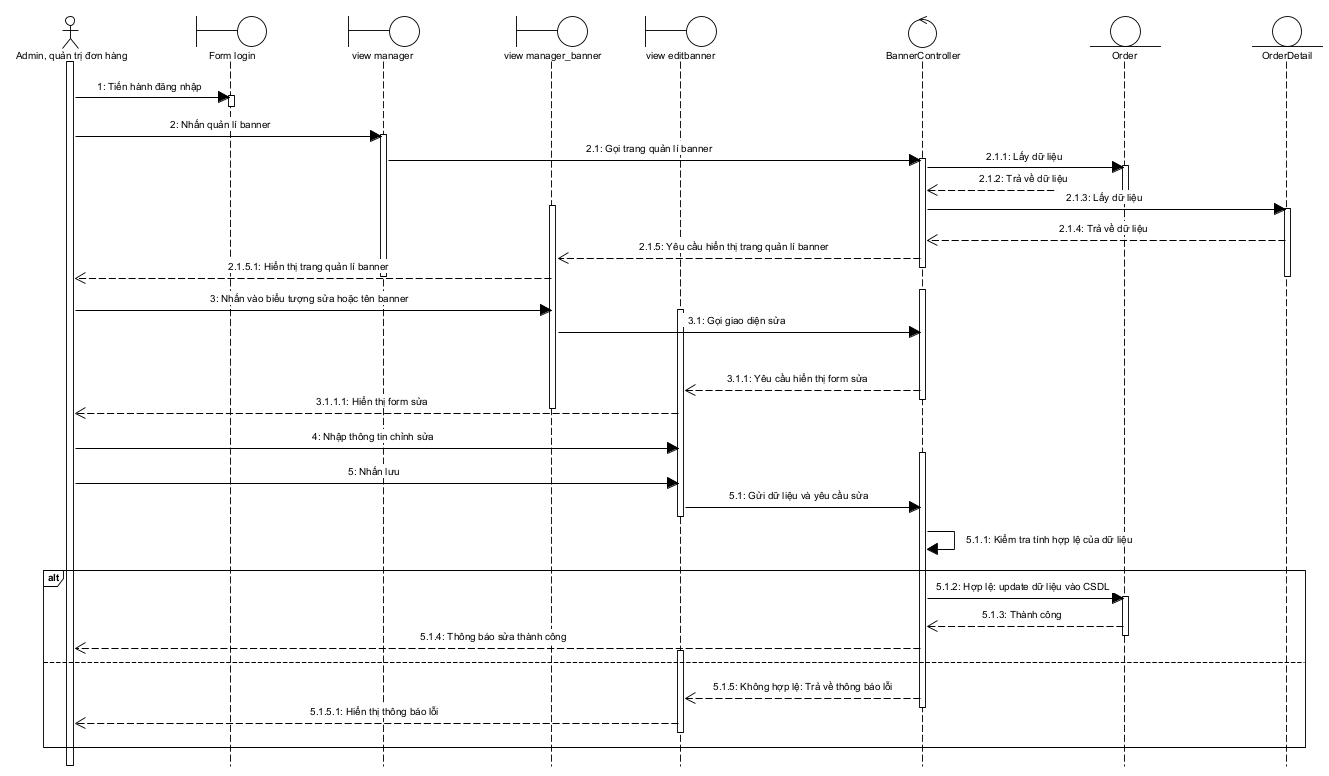 Admin, quản trị đơn hàng
Form login
view manager
view manager_banner
view editbanner
BannerController
Order
OrderDetail
1: Tiến hành đăng nhập
2: Nhấn quản lí banner
2.1: Gọi trang quản lí banner
2.1.1: Lấy dữ liệu
2.1.2: Trả về dữ liệu
2.1.3: Lấy dữ liệu
2.1.4: Trả về dữ liệu
2.1.5: Yêu cầu hiển thị trang quản lí banner
2.1.5.1: Hiển thị trang quản lí banner
3: Nhấn vào biểu tượng sửa hoặc tên banner
3.1: Gọi giao diện sửa
3.1.1: Yêu cầu hiển thị form sửa
3.1.1.1: Hiển thị form sửa
4: Nhập thông tin chỉnh sửa
5: Nhấn lưu
5.1: Gửi dữ liệu và yêu cầu sửa
5.1.1: Kiểm tra tính hợp lệ của dữ liệu
alt
5.1.2: Hợp lệ: update dữ liệu vào CSDL
5.1.3: Thành công
5.1.4: Thông báo sửa thành công
5.1.5: Không hợp lệ: Trả về thông báo lỗi
5.1.5.1: Hiển thị thông báo lỗi